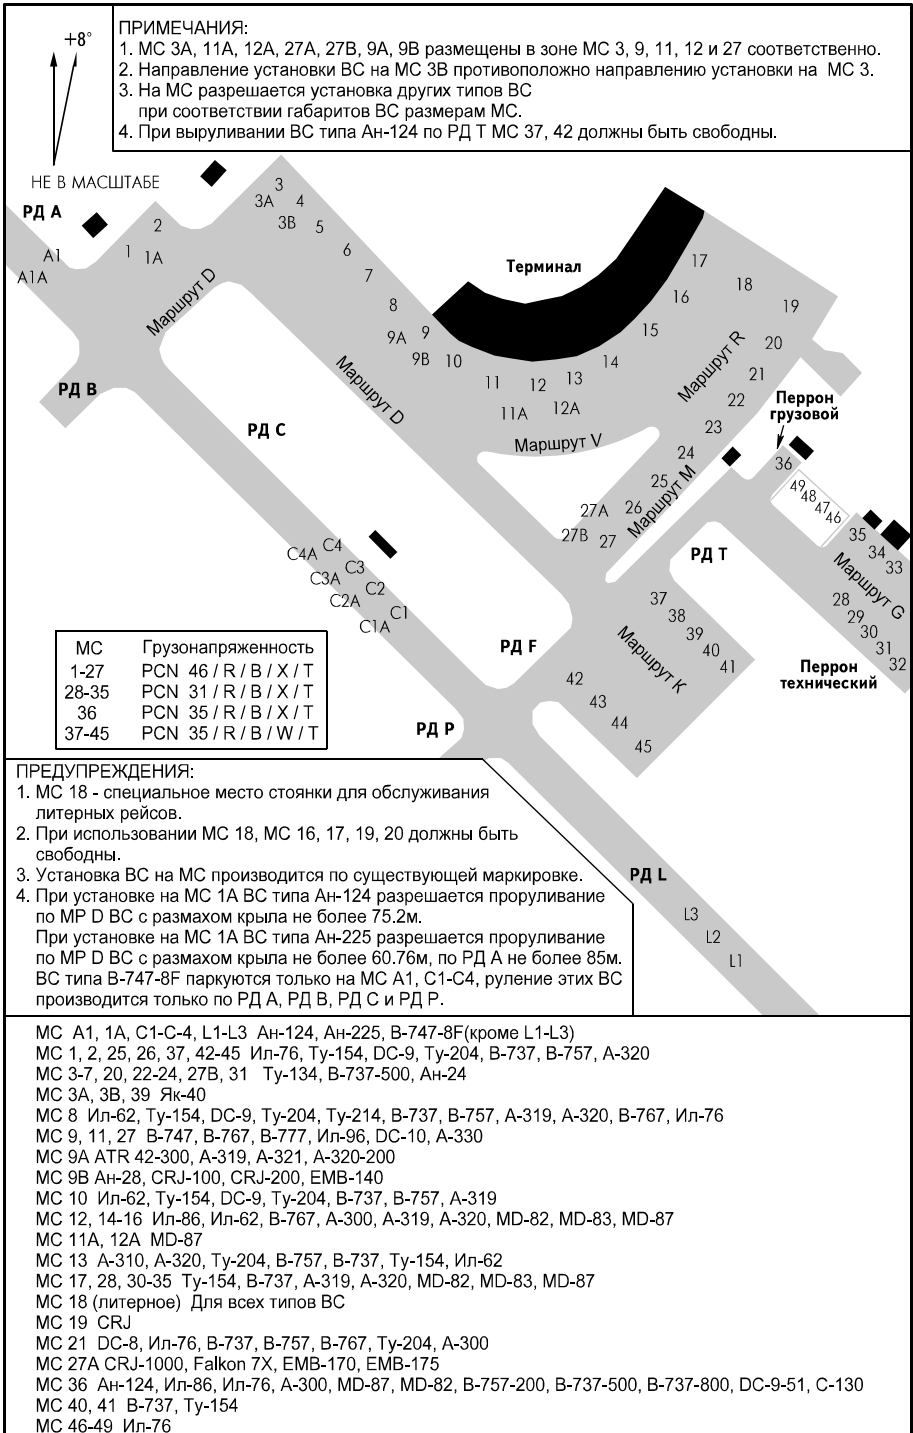 +8°
НЕ В МАСШТАБЕ
ПРИМЕЧАНИЯ:
1. МС 3А, 11А, 12А, 27А, 27В, 9А, 9В размещены в зоне МС 3, 9, 11, 12 и 27 соответственно.
2. Направление установки ВС на МС 3В противоположно направлению установки на МС 3.
3. На МС разрешается установка других типов ВС
при соответствии габаритов ВС размерам МС.
4. При выруливании ВС типа Ан-124 по РД Т МС 37, 42 должны быть свободны.
РД А
А1
А1А
1
2
1А
Маршрут D
3
3А
4
3В
5
6
7
8
9А
9
9В
10
Терминал
11
12
13
14
15
16
17
18
19
20
21
22
23
24
25
26
27
11А
12А
27А
27В
Маршрут D
Маршрут V
Маршрут R
Маршрут М
РД В
РД С
Перрон
грузовой
36
49
48
47
46
35
34
33
Маршрут G
28
29
30
31
32
РД Т
Перрон
технический
С4А
С4
С3
С3А
С2
С2А
С1
С1А
37
38
39
40
41
Маршрут К
42
43
44
45
РД F
РД Р
РД L
L3
L2
L1
МС Грузонапряженность
1-27 PCN 46 / R / B / X / T
28-35 PCN 31 / R / B / X / T
36 PCN 35 / R / B / X / T
37-45 PCN 35 / R / B / W / T
ПРЕДУПРЕЖДЕНИЯ:
1. МС 18 - специальное место стоянки для обслуживания
литерных рейсов.
2. При использовании МС 18, МС 16, 17, 19, 20 должны быть
свободны.
3. Установка ВС на МС производится по существующей маркировке.
4. При установке на МС 1А ВС типа Ан-124 разрешается проруливание
по МР D ВС с размахом крыла не более 75.2м.
При установке на МС 1А ВС типа Ан-225 разрешается проруливание
по МР D ВС с размахом крыла не более 60.76м, по РД А не более 85м.
ВС типа В-747-8F паркуются только на МС А1, С1-С4, руление этих ВС
производится только по РД А, РД В, РД С и РД Р.
МС А1, 1А, С1-С-4, L1-L3 Ан-124, Ан-225, В-747-8F(кроме L1-L3)
МС 1, 2, 25, 26, 37, 42-45 Ил-76, Ту-154, DC-9, Ту-204, В-737, В-757, А-320
МС 3-7, 20, 22-24, 27В, 31 Ту-134, В-737-500, Ан-24
МС 3А, 3В, 39 Як-40
МС 8 Ил-62, Ту-154, DC-9, Ту-204, Ту-214, В-737, В-757, А-319, А-320, В-767, Ил-76
МС 9, 11, 27 В-747, В-767, В-777, Ил-96, DC-10, А-330
МС 9А ATR 42-300, А-319, А-321, А-320-200
МС 9В Ан-28, CRJ-100, CRJ-200, EMB-140
МС 10 Ил-62, Ту-154, DC-9, Ту-204, В-737, В-757, А-319
МС 12, 14-16 Ил-86, Ил-62, В-767, А-300, А-319, А-320, MD-82, MD-83, MD-87
МС 11А, 12А MD-87
МС 13 А-310, А-320, Ту-204, В-757, В-737, Ту-154, Ил-62
МС 17, 28, 30-35 Ту-154, В-737, А-319, А-320, MD-82, MD-83, MD-87
МС 18 (литерное) Для всех типов ВС
МС 19 CRJ
МС 21 DC-8, Ил-76, В-737, В-757, В-767, Ту-204, А-300
МС 27А CRJ-1000, Falkon 7X, EMB-170, EMB-175
МС 36 Ан-124, Ил-86, Ил-76, А-300, MD-87, MD-82, В-757-200, В-737-500, В-737-800, DC-9-51, С-130
МС 40, 41 В-737, Ту-154
МС 46-49 Ил-76